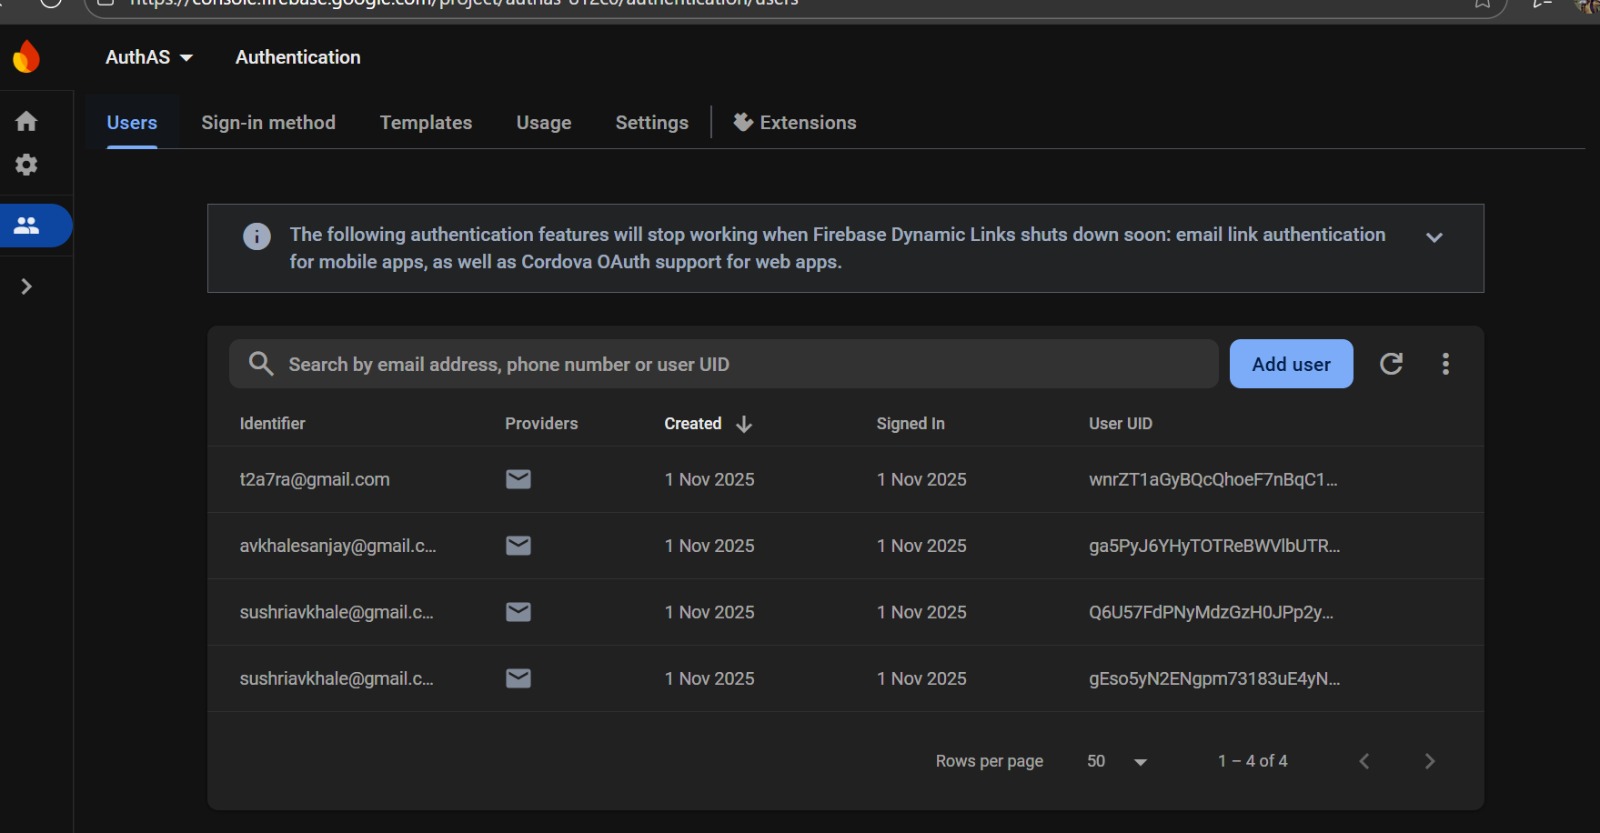 AuthAS
Authentication
Users
Sign-in method
Templates
Usage
Settings
Extensions
The following authentication features will stop working when Firebase Dynamic Links shuts down soon: email link authentication
for mobile apps, as well as Cordova OAuth support for web apps.
Search by email address, phone number or user UID
Add user
Identifier Providers Created Signed In User UID
t2a7ra@gmail.com 1 Nov 2025 1 Nov 2025 wnrZT1aGyBQcQhoeF7nBqC1...
avkhalesanjay@gmail.c... 1 Nov 2025 1 Nov 2025 ga5PyJ6YHyTOTReBWVlbUTR...
sushriavkhale@gmail.c... 1 Nov 2025 1 Nov 2025 Q6U57FdPNyMdzGzH0JPp2y...
sushriavkhale@gmail.c... 1 Nov 2025 1 Nov 2025 gEso5yN2ENgpm73183uE4yN...
Rows per page 50 1 – 4 of 4